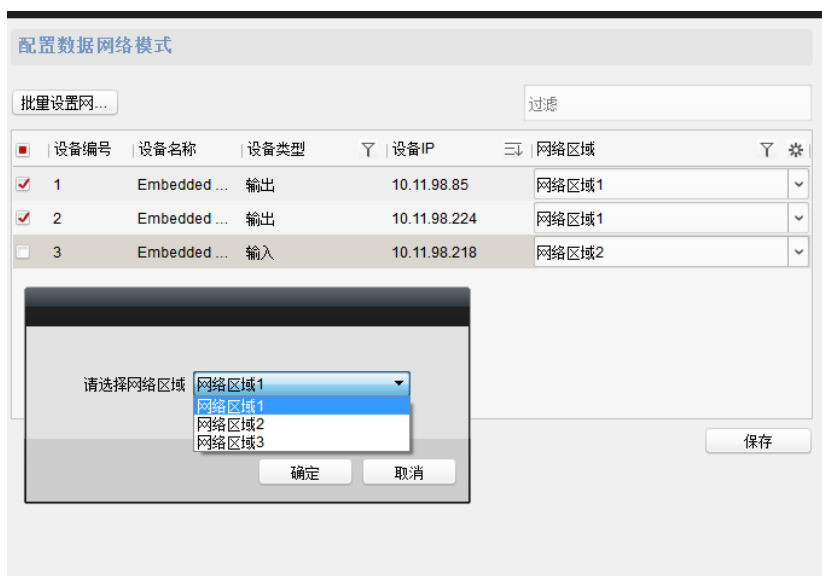 配置数据网络模式
批量设置网... 过滤
设备编号 设备名称 设备类型 设备IP 网络区域
1 Embedded ... 输出 10.11.98.85 网络区域1
2 Embedded ... 输出 10.11.98.224 网络区域1
3 Embedded ... 输入 10.11.98.218 网络区域2
请选择网络区域 网络区域1
网络区域1
网络区域2
网络区域3
保存
确定 取消